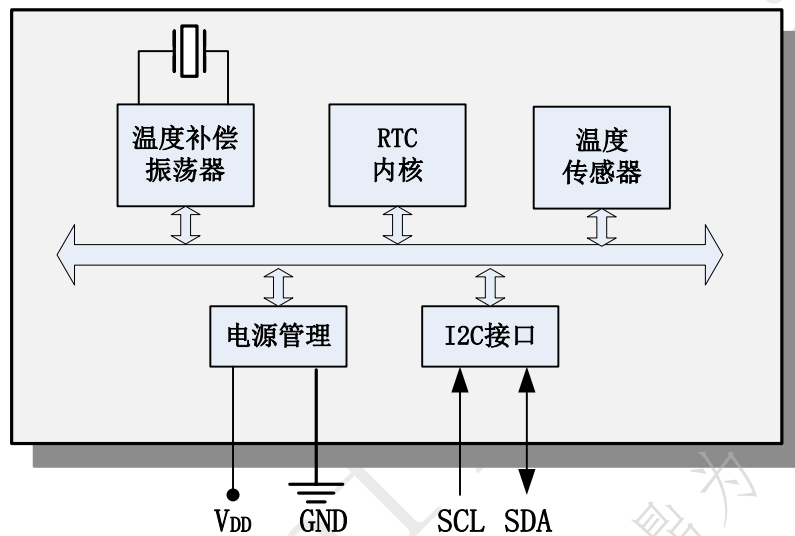 温度补偿
振荡器
RTC
内核
温度
传感器
电源管理
I2C接口
VDD
GND
SCL
SDA